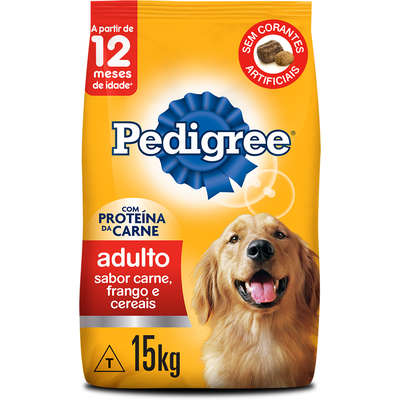 A partir de
12
meses
de idade*
SEM CORANTES
ARTIFICIAIS
Pedigree®
COM
PROTEÍNA
DA CARNE
adulto
sabor carne,
frango e
cereais
T
15kg